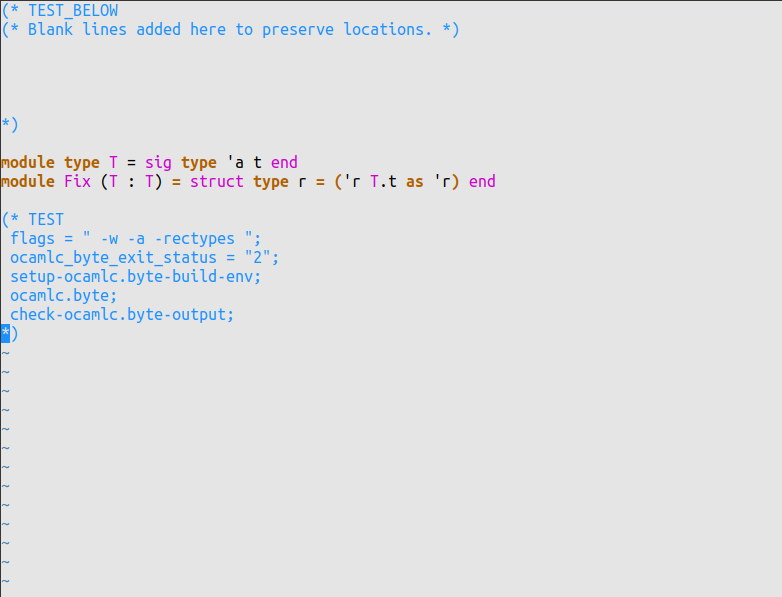 (* TEST_BELOW
(* Blank lines added here to preserve locations. *)
*)
module type T = sig type 'a t end
module Fix (T : T) = struct type r = ('r T.t as 'r) end
(* TEST
 flags = " -w -a -rectypes ";
 ocamlc_byte_exit_status = "2";
 setup-ocamlc.byte-build-env;
 ocamlc.byte;
 check-ocamlc.byte-output;
*)
~
~
~
~
~
~
~
~
~
~
~
~
~